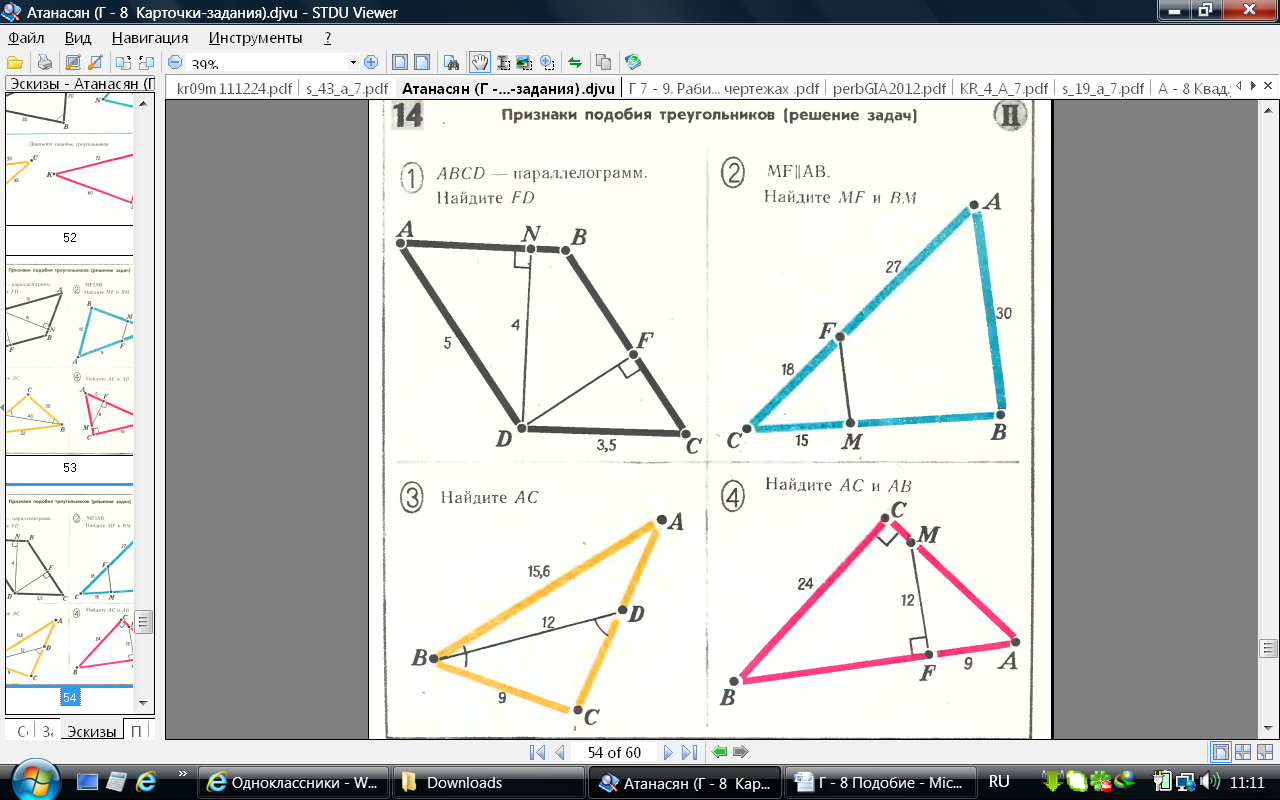 Атанасян (Г - 8  Карточки-задания).djvu - STDU Viewer
Файл Вид Навигация Инструменты ?
39%
Эскизы - Атанасян (Г
kr09m111224.pdf s_43_a_7.pdf Атанасян (Г -...-задания).djvu Г 7 - 9. Раби... чертежах .pdf perbGIA2012.pdf KR_4_A_7.pdf s_19_a_7.pdf А - 8 Квад
52
53
54
14 Признаки подобия треугольников (решение задач) II
1 ABCD — параллелограмм.
Найдите FD
A N B
4
5
F
D 3,5 C
2 MF||AB.
Найдите MF и BM
A
27
30
F
18
C 15 M B
3 Найдите AC
A
15,6
D
12
B
9
C
4 Найдите AC и AB
C
M
24
12
A
F 9
B
Эскизы П
54 of 60
Одноклассники - W...
Downloads
Атанасян (Г - 8  Кар...
Г - 8 Подобие - Mic...
RU
11:11